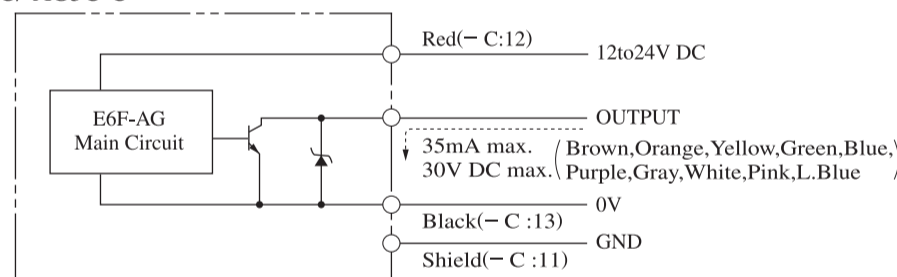 Red(− C:12)
12to24V DC
E6F-AG
Main Circuit
OUTPUT
35mA max.
30V DC max.
(Brown,Orange,Yellow,Green,Blue,
Purple,Gray,White,Pink,L.Blue)
0V
Black(− C :13)
GND
Shield(− C :11)